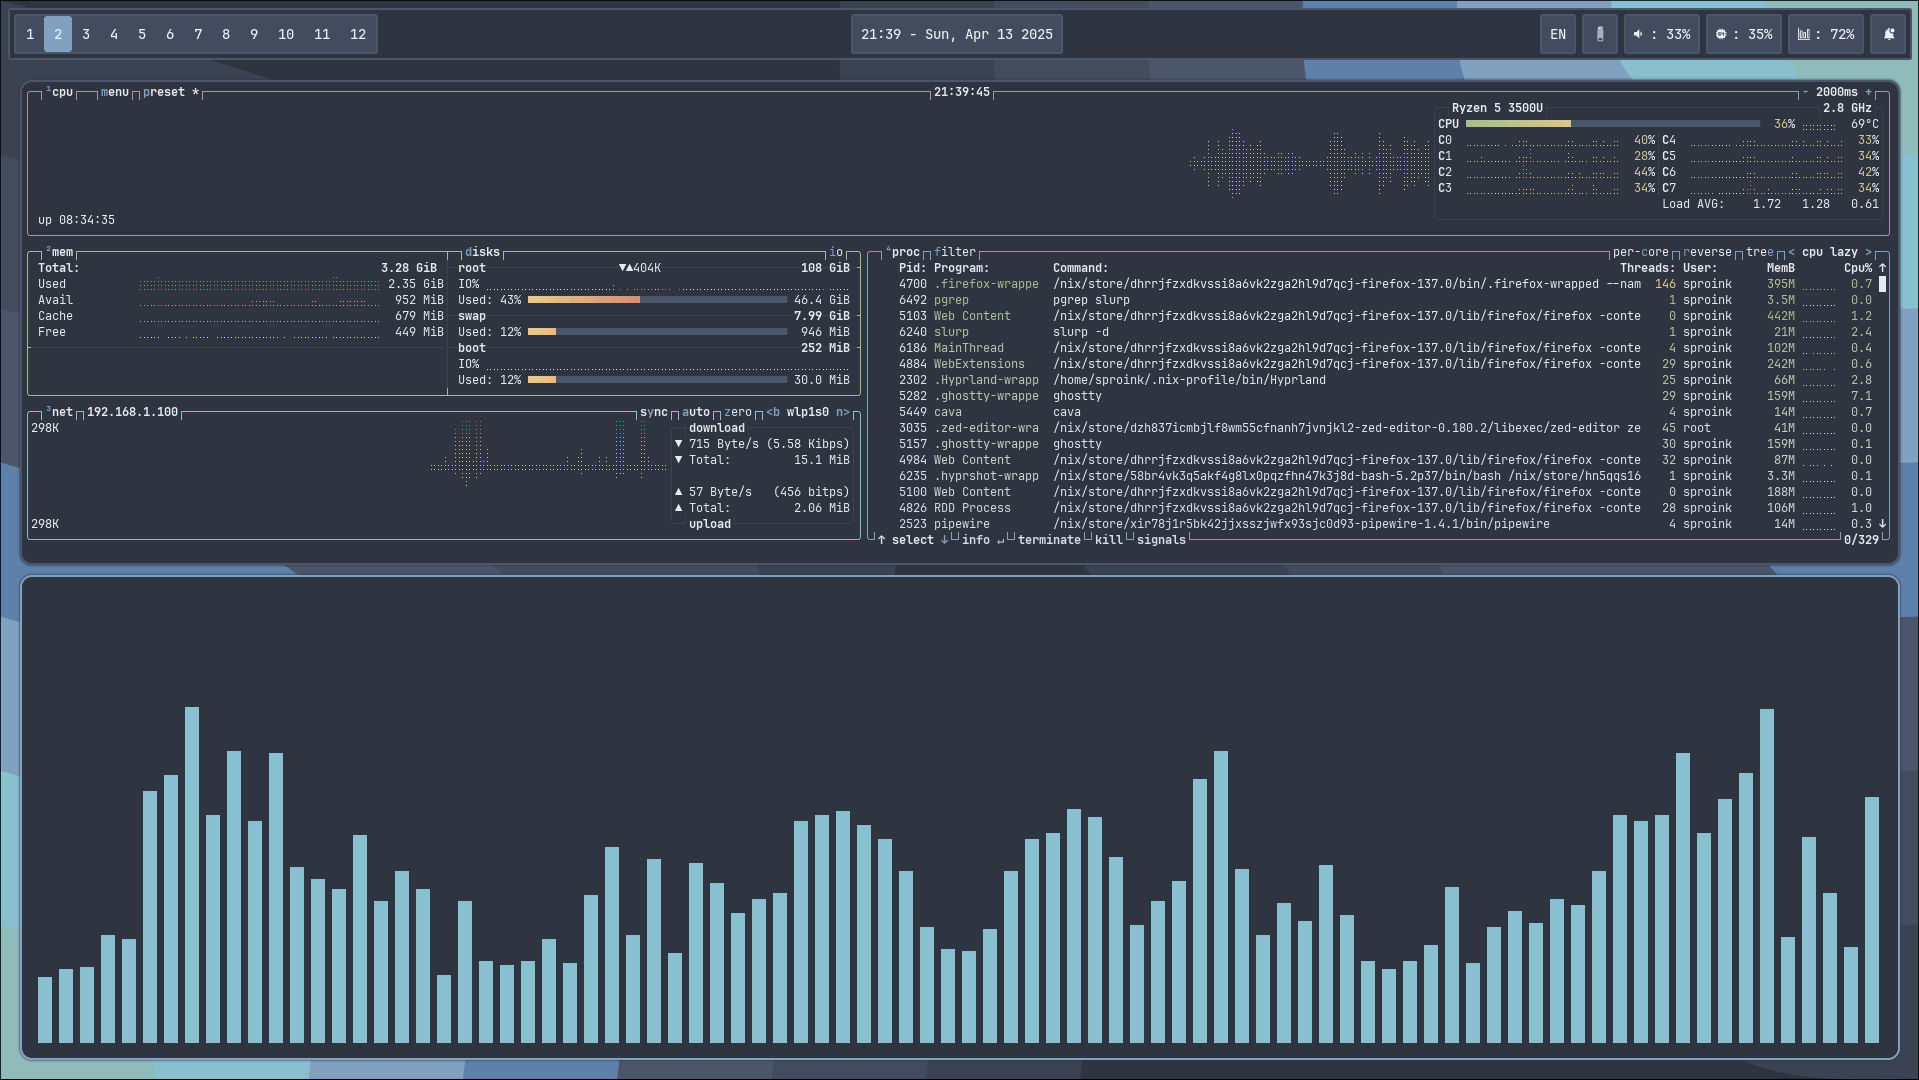 1 2 3 4 5 6 7 8 9 10 11 12
21:39 - Sun, Apr 13 2025
EN : 33% : 35% : 72%
¹cpu menu preset * 21:39:45 - 2000ms +
Ryzen 5 3500U 2.8 GHz
CPU 36% 69°C
C0 40% C4 33%
C1 28% C5 34%
C2 44% C6 42%
C3 34% C7 34%
Load AVG: 1.72 1.28 0.61
up 08:34:35
²mem
Total: 3.28 GiB
Used 2.35 GiB
Avail 952 MiB
Cache 679 MiB
Free 449 MiB
disks io
root ▼▲404K 108 GiB
IO%
Used: 43% 46.4 GiB
swap 7.99 GiB
Used: 12% 946 MiB
boot 252 MiB
IO%
Used: 12% 30.0 MiB
³net 192.168.1.100 sync auto zero <b wlp1s0 n>
298K
download
▼ 715 Byte/s (5.58 Kibps)
▼ Total: 15.1 MiB
▲ 57 Byte/s (456 bitps)
▲ Total: 2.06 MiB
upload
298K
⁴proc filter per-core reverse tree < cpu lazy >
Pid: Program: Command: Threads: User: MemB Cpu% ↑
4700 .firefox-wrappe /nix/store/dhrrjfzxdkvssi8a6vk2zga2hl9d7qcj-firefox-137.0/bin/.firefox-wrapped --nam 146 sproink 395M 0.7
6492 pgrep pgrep slurp 1 sproink 3.5M 0.0
5103 Web Content /nix/store/dhrrjfzxdkvssi8a6vk2zga2hl9d7qcj-firefox-137.0/lib/firefox/firefox -conte 0 sproink 442M 1.2
6240 slurp slurp -d 1 sproink 21M 2.4
6186 MainThread /nix/store/dhrrjfzxdkvssi8a6vk2zga2hl9d7qcj-firefox-137.0/lib/firefox/firefox -conte 4 sproink 102M 0.4
4884 WebExtensions /nix/store/dhrrjfzxdkvssi8a6vk2zga2hl9d7qcj-firefox-137.0/lib/firefox/firefox -conte 29 sproink 242M 0.6
2302 .Hyprland-wrapp /home/sproink/.nix-profile/bin/Hyprland 25 sproink 66M 2.8
5282 .ghostty-wrappe ghostty 29 sproink 159M 7.1
5449 cava cava 4 sproink 14M 0.7
3035 .zed-editor-wra /nix/store/dzh837icmbjlf8wm55cfnanh7jvnjkl2-zed-editor-0.180.2/libexec/zed-editor ze 45 root 41M 0.0
5157 .ghostty-wrappe ghostty 30 sproink 159M 0.1
4984 Web Content /nix/store/dhrrjfzxdkvssi8a6vk2zga2hl9d7qcj-firefox-137.0/lib/firefox/firefox -conte 32 sproink 87M 0.0
6235 .hyprshot-wrapp /nix/store/58br4vk3q5akf4g8lx0pqzfhn47k3j8d-bash-5.2p37/bin/bash /nix/store/hn5qqs16 1 sproink 3.3M 0.1
5100 Web Content /nix/store/dhrrjfzxdkvssi8a6vk2zga2hl9d7qcj-firefox-137.0/lib/firefox/firefox -conte 0 sproink 188M 0.0
4826 RDD Process /nix/store/dhrrjfzxdkvssi8a6vk2zga2hl9d7qcj-firefox-137.0/lib/firefox/firefox -conte 28 sproink 106M 1.0
2523 pipewire /nix/store/xir78j1r5bk42jjxsszjwfx93sjc0d93-pipewire-1.4.1/bin/pipewire 4 sproink 14M 0.3 ↓
↑ select ↓ info ↵ terminate kill signals 0/329